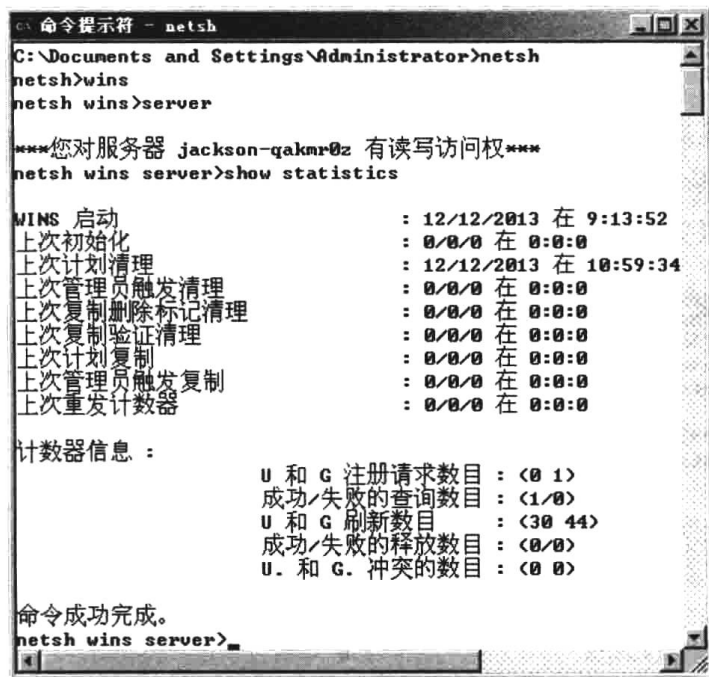 命令提示符 - netsh
C:\Documents and Settings\Administrator>netsh
netsh>wins
netsh wins>server
***您对服务器 jackson-qakmr0z 有读写访问权***
netsh wins server>show statistics
WINS 启动 : 12/12/2013 在 9:13:52
上次初始化 : 0/0/0 在 0:0:0
上次计划清理 : 12/12/2013 在 10:59:34
上次管理员触发清理 : 0/0/0 在 0:0:0
上次复制删除标记清理 : 0/0/0 在 0:0:0
上次复制验证清理 : 0/0/0 在 0:0:0
上次计划复制 : 0/0/0 在 0:0:0
上次管理员触发复制 : 0/0/0 在 0:0:0
上次重发计数器 : 0/0/0 在 0:0:0
计数器信息 :
U 和 G 注册请求数目 : (0 1)
成功/失败的查询数目 : (1/0)
U 和 G 刷新数目 : (30 44)
成功/失败的释放数目 : (0/0)
U. 和 G. 冲突的数目 : (0 0)
命令成功完成。
netsh wins server>_